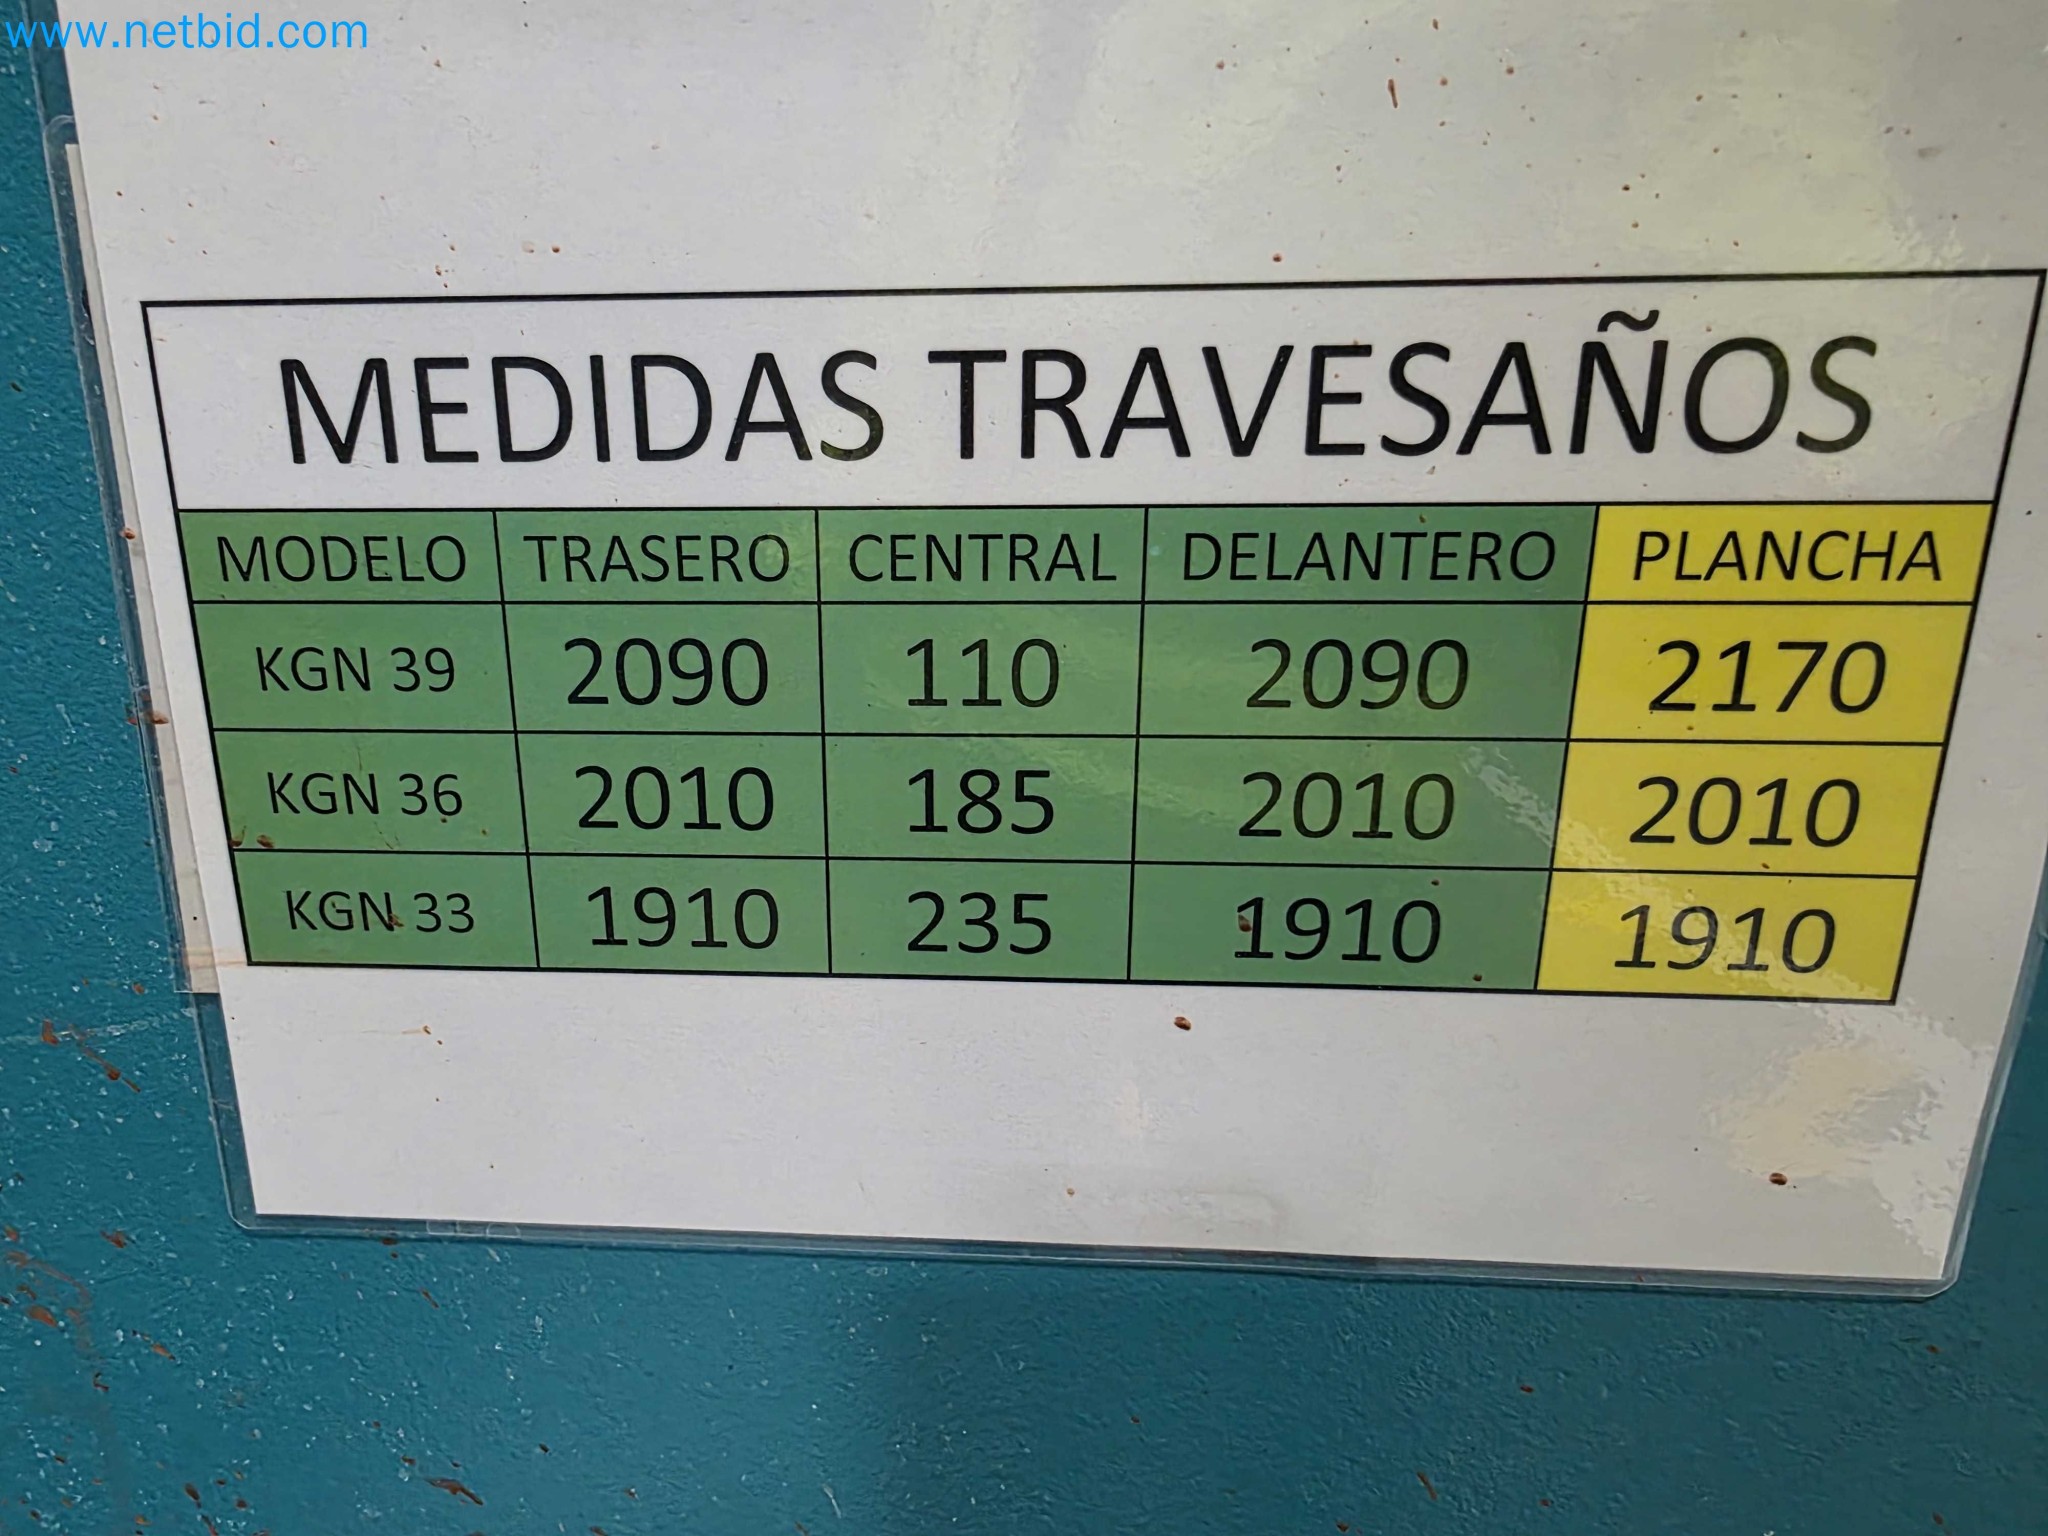 www.netbid.com
MEDIDAS TRAVESAÑOS
MODELO TRASERO CENTRAL DELANTERO PLANCHA
KGN 39 2090 110 2090 2170
KGN 36 2010 185 2010 2010
KGN 33 1910 235 1910 1910